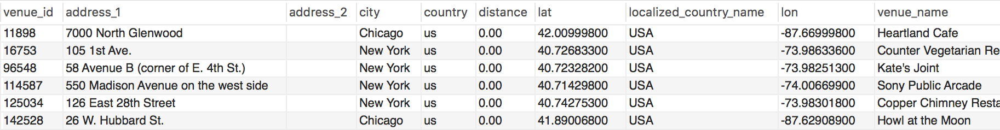 venue_id address_1 address_2 city country distance lat localized_country_name lon venue_name
11898 7000 North Glenwood Chicago us 0.00 42.00999800 USA -87.66999800 Heartland Cafe
16753 105 1st Ave. New York us 0.00 40.72683300 USA -73.98633600 Counter Vegetarian Re
96548 58 Avenue B (corner of E. 4th St.) New York us 0.00 40.72328200 USA -73.98251300 Kate's Joint
114587 550 Madison Avenue on the west side New York us 0.00 40.71429800 USA -74.00669900 Sony Public Arcade
125034 126 East 28th Street New York us 0.00 40.74275300 USA -73.98301800 Copper Chimney Resta
142528 26 W. Hubbard St. Chicago us 0.00 41.89006800 USA -87.62908900 Howl at the Moon